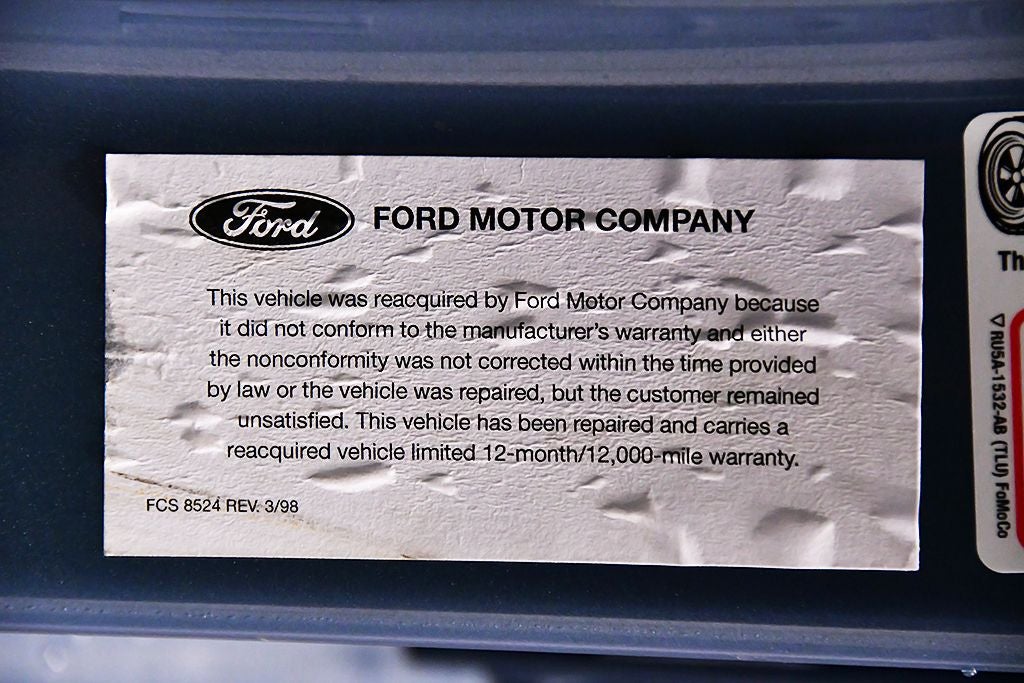 Ford FORD MOTOR COMPANY
This vehicle was reacquired by Ford Motor Company because
it did not conform to the manufacturer's warranty and either
the nonconformity was not corrected within the time provided
by law or the vehicle was repaired, but the customer remained
unsatisfied. This vehicle has been repaired and carries a
reacquired vehicle limited 12-month/12,000-mile warranty.
FCS 8524 REV. 3/98
Th
RU5A-1532-AB (TLU) FoMoCo